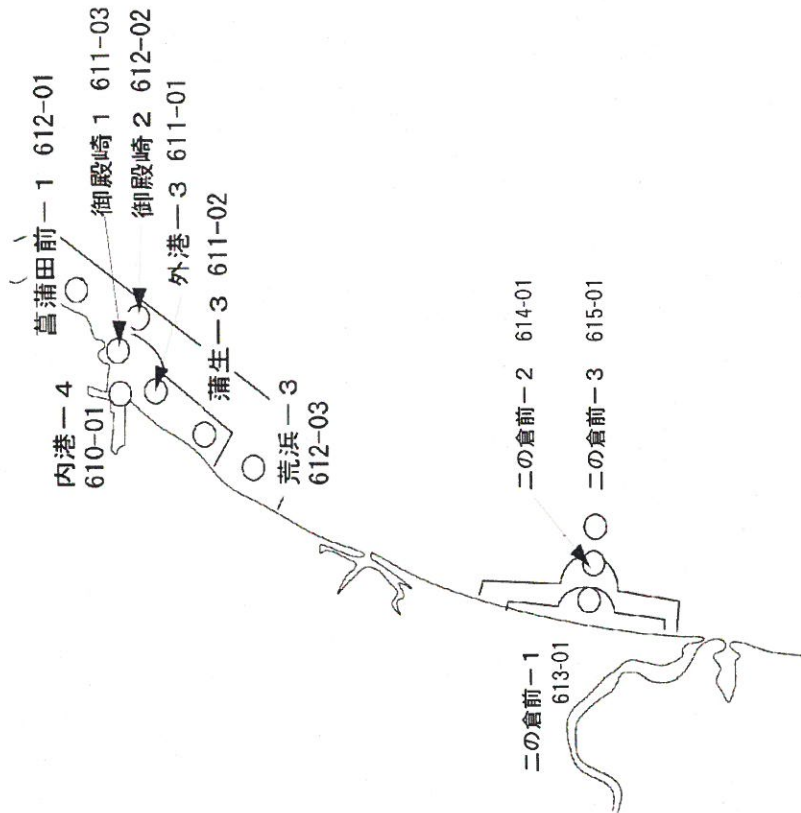 菖蒲田前－1 612-01
御殿崎 1 611-03
御殿崎 2 612-02
外港－3 611-01
蒲生－3 611-02
内港－4
610-01
荒浜－3
612-03
二の倉前－2 614-01
二の倉前－3 615-01
二の倉前－1
613-01